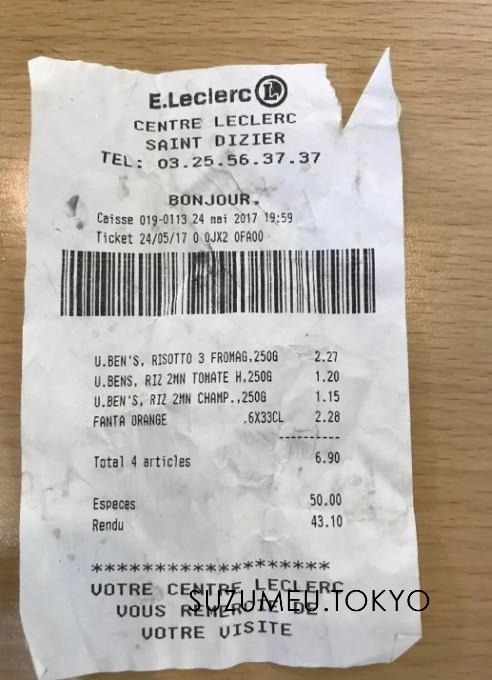 E.Leclerc L
CENTRE LECLERC
SAINT DIZIER
TEL: 03.25.56.37.37
BONJOUR.
Caisse 019-0113 24 mai 2017 19:59
Ticket 24/05/17 0 0JX2 0FA00
U.BEN'S, RISOTTO 3 FROMAG,250G 2.27
U.BENS, RIZ 2MN TOMATE H,250G 1.20
U.BEN'S, RIZ 2MN CHAMP.,250G 1.15
FANTA ORANGE .6X33CL 2.28
----------
Total 4 articles 6.90
Especes 50.00
Rendu 43.10
********************
VOTRE CENTRE LECLERC
VOUS REMERCIE DE
SUZUMEU.TOKYO
VOTRE VISITE